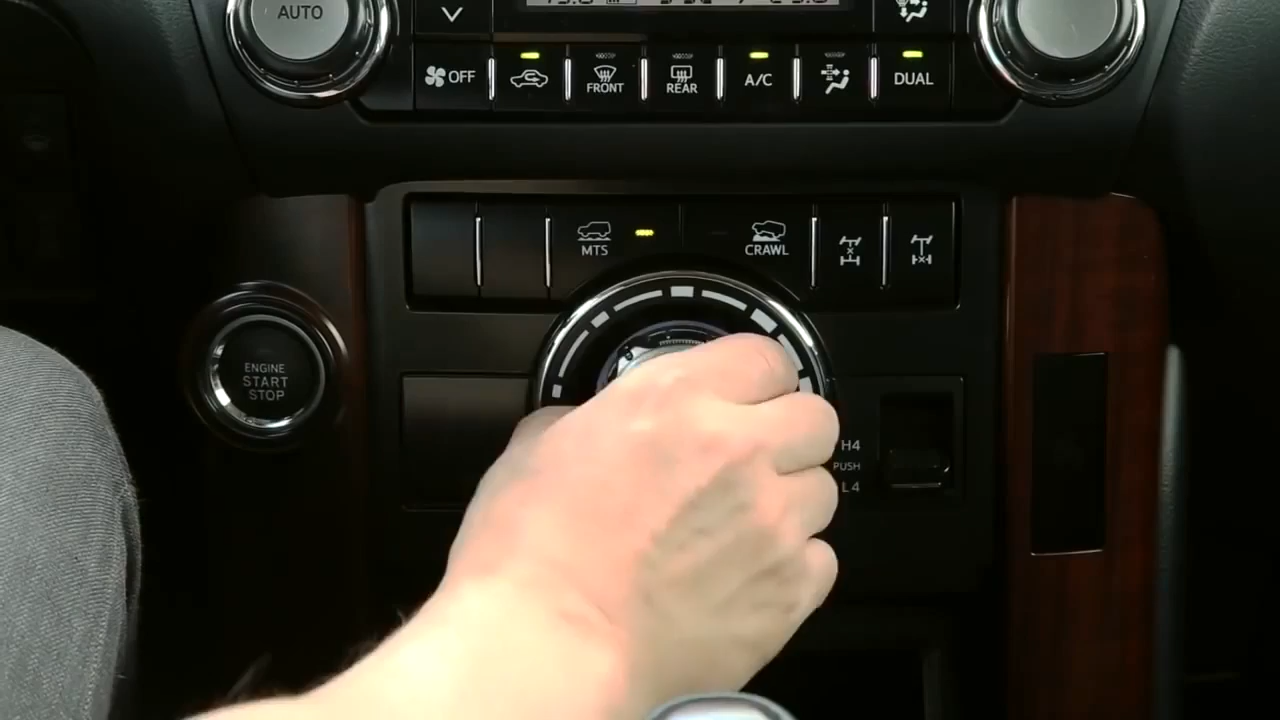 AUTO
OFF
FRONT
REAR
A/C
DUAL
MTS
CRAWL
ENGINE
START
STOP
H4
PUSH
L4